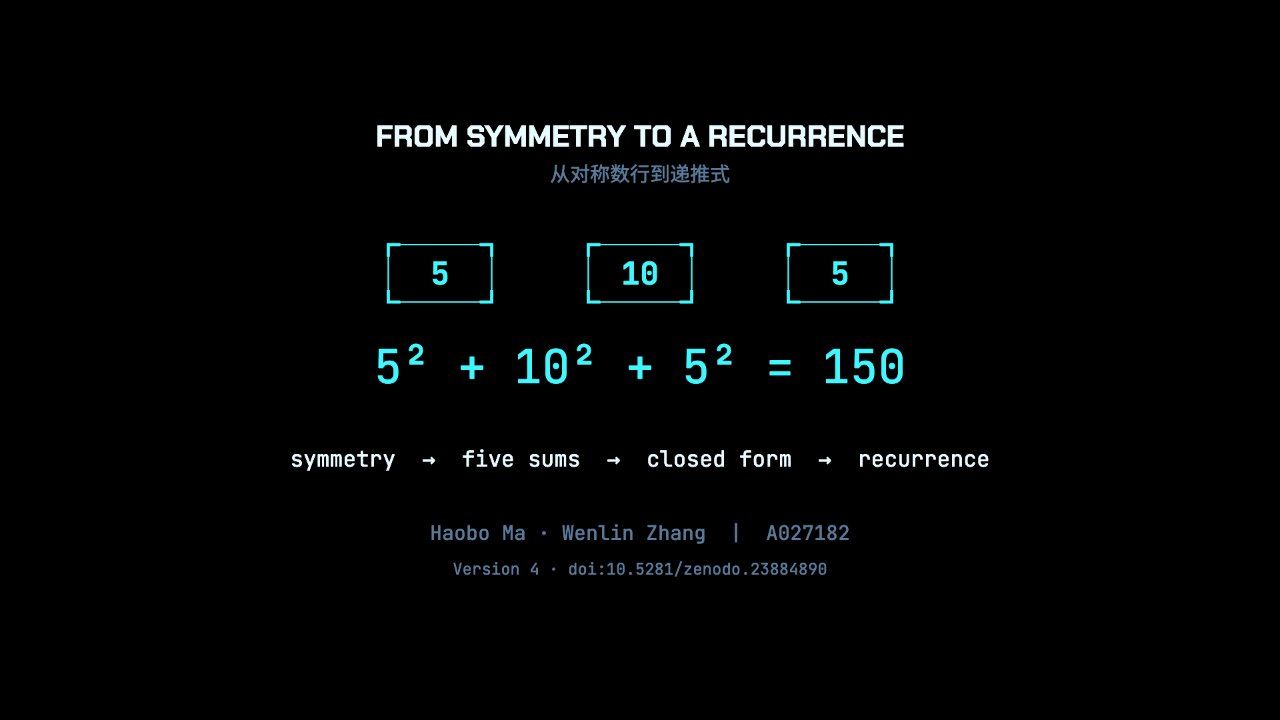 FROM SYMMETRY TO A RECURRENCE
从对称数行到递推式
5 10 5
5² + 10² + 5² = 150
symmetry → five sums → closed form → recurrence
Haobo Ma · Wenlin Zhang | A027182
Version 4 · doi:10.5281/zenodo.23884890